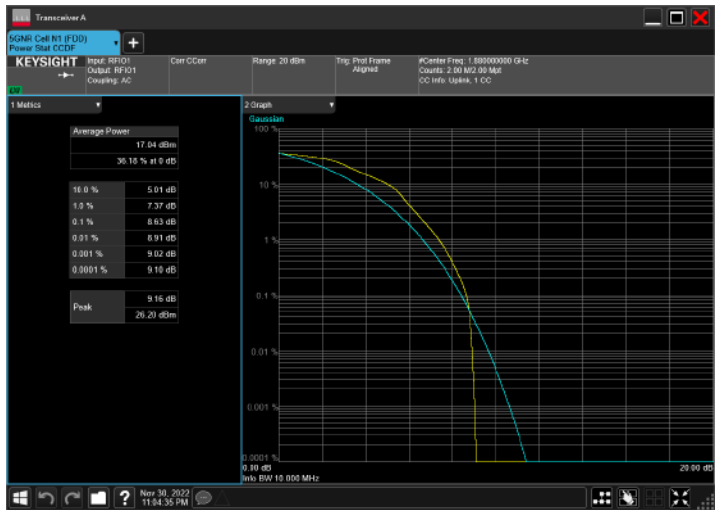 Transceiver A
5GNR Cell N1 (FDD)
Power Stat CCDF
KEYSIGHT
Input: RFIO1
Output: RFIO1
Coupling: AC
Corr CCorr
Range: 20 dBm
Trig: Prot Frame
Aligned
#Center Freq: 1.880000000 GHz
Counts: 2.00 M/2.00 Mpt
CC Info: Uplink, 1 CC
1 Metrics
Average Power
17.04 dBm
36.18 % at 0 dB
10.0 % 5.01 dB
1.0 % 7.37 dB
0.1 % 8.63 dB
0.01 % 8.91 dB
0.001 % 9.02 dB
0.0001 % 9.10 dB
Peak
9.16 dB
26.20 dBm
2 Graph
Gaussian
100 %
10 %
1 %
0.1 %
0.01 %
0.001 %
0.0001 %
0.00 dB
20.00 dB
Info BW 10.000 MHz
Nov 30, 2022
11:04:35 PM